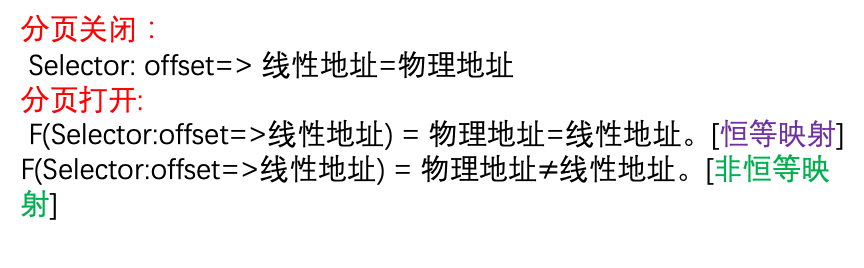 分页关闭：
Selector: offset=> 线性地址=物理地址
分页打开:
F(Selector:offset=>线性地址) = 物理地址=线性地址。[恒等映射]
F(Selector:offset=>线性地址) = 物理地址≠线性地址。[非恒等映
射]